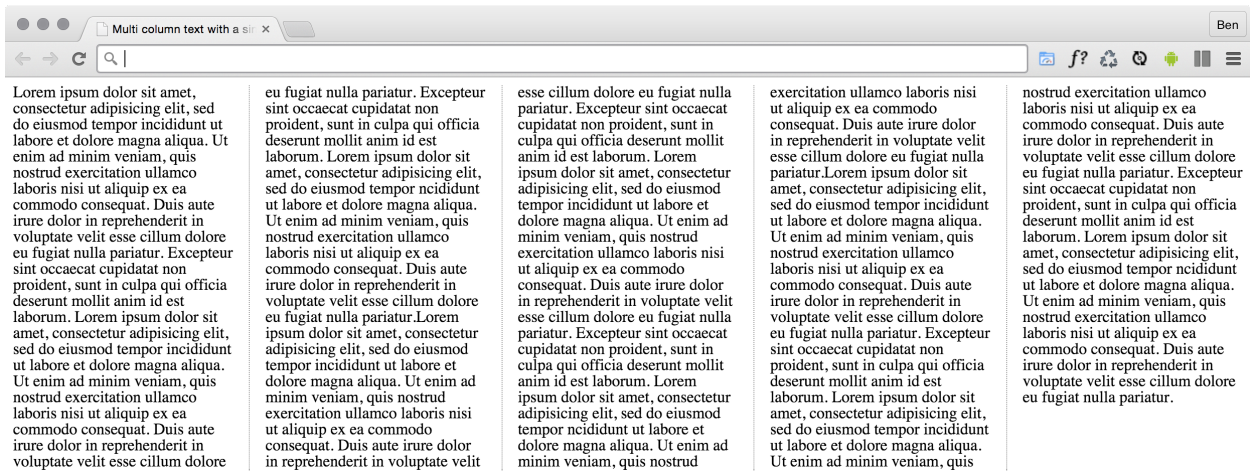 Multi column text with a sin
Ben
f?
Lorem ipsum dolor sit amet,
consectetur adipisicing elit, sed
do eiusmod tempor incididunt ut
labore et dolore magna aliqua. Ut
enim ad minim veniam, quis
nostrud exercitation ullamco
laboris nisi ut aliquip ex ea
commodo consequat. Duis aute
irure dolor in reprehenderit in
voluptate velit esse cillum dolore
eu fugiat nulla pariatur. Excepteur
sint occaecat cupidatat non
proident, sunt in culpa qui officia
deserunt mollit anim id est
laborum. Lorem ipsum dolor sit
amet, consectetur adipisicing elit,
sed do eiusmod tempor incididunt
ut labore et dolore magna aliqua.
Ut enim ad minim veniam, quis
nostrud exercitation ullamco
laboris nisi ut aliquip ex ea
commodo consequat. Duis aute
irure dolor in reprehenderit in
voluptate velit esse cillum dolore
eu fugiat nulla pariatur. Excepteur
sint occaecat cupidatat non
proident, sunt in culpa qui officia
deserunt mollit anim id est
laborum. Lorem ipsum dolor sit
amet, consectetur adipisicing elit,
sed do eiusmod tempor ncididunt
ut labore et dolore magna aliqua.
Ut enim ad minim veniam, quis
nostrud exercitation ullamco
laboris nisi ut aliquip ex ea
commodo consequat. Duis aute
irure dolor in reprehenderit in
voluptate velit esse cillum dolore
eu fugiat nulla pariatur.Lorem
ipsum dolor sit amet, consectetur
adipisicing elit, sed do eiusmod
tempor incididunt ut labore et
dolore magna aliqua. Ut enim ad
minim veniam, quis nostrud
exercitation ullamco laboris nisi
ut aliquip ex ea commodo
consequat. Duis aute irure dolor
in reprehenderit in voluptate velit
esse cillum dolore eu fugiat nulla
pariatur. Excepteur sint occaecat
cupidatat non proident, sunt in
culpa qui officia deserunt mollit
anim id est laborum. Lorem
ipsum dolor sit amet, consectetur
adipisicing elit, sed do eiusmod
tempor incididunt ut labore et
dolore magna aliqua. Ut enim ad
minim veniam, quis nostrud
exercitation ullamco laboris nisi
ut aliquip ex ea commodo
consequat. Duis aute irure dolor
in reprehenderit in voluptate velit
esse cillum dolore eu fugiat nulla
pariatur. Excepteur sint occaecat
cupidatat non proident, sunt in
culpa qui officia deserunt mollit
anim id est laborum. Lorem
ipsum dolor sit amet, consectetur
adipisicing elit, sed do eiusmod
tempor ncididunt ut labore et
dolore magna aliqua. Ut enim ad
minim veniam, quis nostrud
exercitation ullamco laboris nisi
ut aliquip ex ea commodo
consequat. Duis aute irure dolor
in reprehenderit in voluptate velit
esse cillum dolore eu fugiat nulla
pariatur.Lorem ipsum dolor sit
amet, consectetur adipisicing elit,
sed do eiusmod tempor incididunt
ut labore et dolore magna aliqua.
Ut enim ad minim veniam, quis
nostrud exercitation ullamco
laboris nisi ut aliquip ex ea
commodo consequat. Duis aute
irure dolor in reprehenderit in
voluptate velit esse cillum dolore
eu fugiat nulla pariatur. Excepteur
sint occaecat cupidatat non
proident, sunt in culpa qui officia
deserunt mollit anim id est
laborum. Lorem ipsum dolor sit
amet, consectetur adipisicing elit,
sed do eiusmod tempor incididunt
ut labore et dolore magna aliqua.
Ut enim ad minim veniam, quis
nostrud exercitation ullamco
laboris nisi ut aliquip ex ea
commodo consequat. Duis aute
irure dolor in reprehenderit in
voluptate velit esse cillum dolore
eu fugiat nulla pariatur. Excepteur
sint occaecat cupidatat non
proident, sunt in culpa qui officia
deserunt mollit anim id est
laborum. Lorem ipsum dolor sit
amet, consectetur adipisicing elit,
sed do eiusmod tempor ncididunt
ut labore et dolore magna aliqua.
Ut enim ad minim veniam, quis
nostrud exercitation ullamco
laboris nisi ut aliquip ex ea
commodo consequat. Duis aute
irure dolor in reprehenderit in
voluptate velit esse cillum dolore
eu fugiat nulla pariatur.